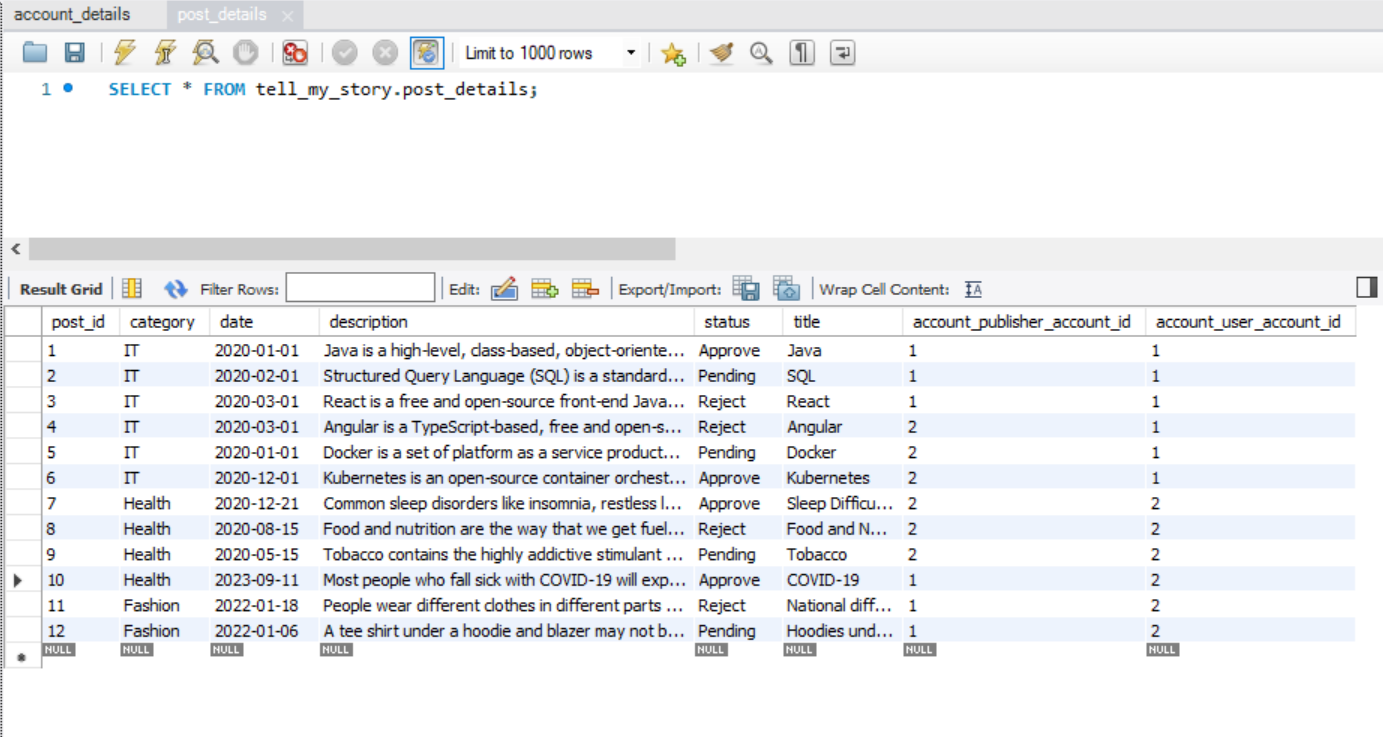 account_details post_details
Limit to 1000 rows
1 SELECT * FROM tell_my_story.post_details;
Result Grid Filter Rows: Edit: Export/Import: Wrap Cell Content:
post_id category date description status title account_publisher_account_id account_user_account_id
1 IT 2020-01-01 Java is a high-level, class-based, object-oriente... Approve Java 1 1
2 IT 2020-02-01 Structured Query Language (SQL) is a standard... Pending SQL 1 1
3 IT 2020-03-01 React is a free and open-source front-end Java... Reject React 1 1
4 IT 2020-03-01 Angular is a TypeScript-based, free and open-s... Reject Angular 2 1
5 IT 2020-01-01 Docker is a set of platform as a service product... Pending Docker 2 1
6 IT 2020-12-01 Kubernetes is an open-source container orchest... Approve Kubernetes 2 1
7 Health 2020-12-21 Common sleep disorders like insomnia, restless l... Approve Sleep Difficu... 2 2
8 Health 2020-08-15 Food and nutrition are the way that we get fuel... Reject Food and N... 2 2
9 Health 2020-05-15 Tobacco contains the highly addictive stimulant ... Pending Tobacco 2 2
10 Health 2023-09-11 Most people who fall sick with COVID-19 will exp... Approve COVID-19 1 2
11 Fashion 2022-01-18 People wear different clothes in different parts ... Reject National diff... 1 2
12 Fashion 2022-01-06 A tee shirt under a hoodie and blazer may not b... Pending Hoodies und... 1 2
NULL NULL NULL NULL NULL NULL NULL NULL